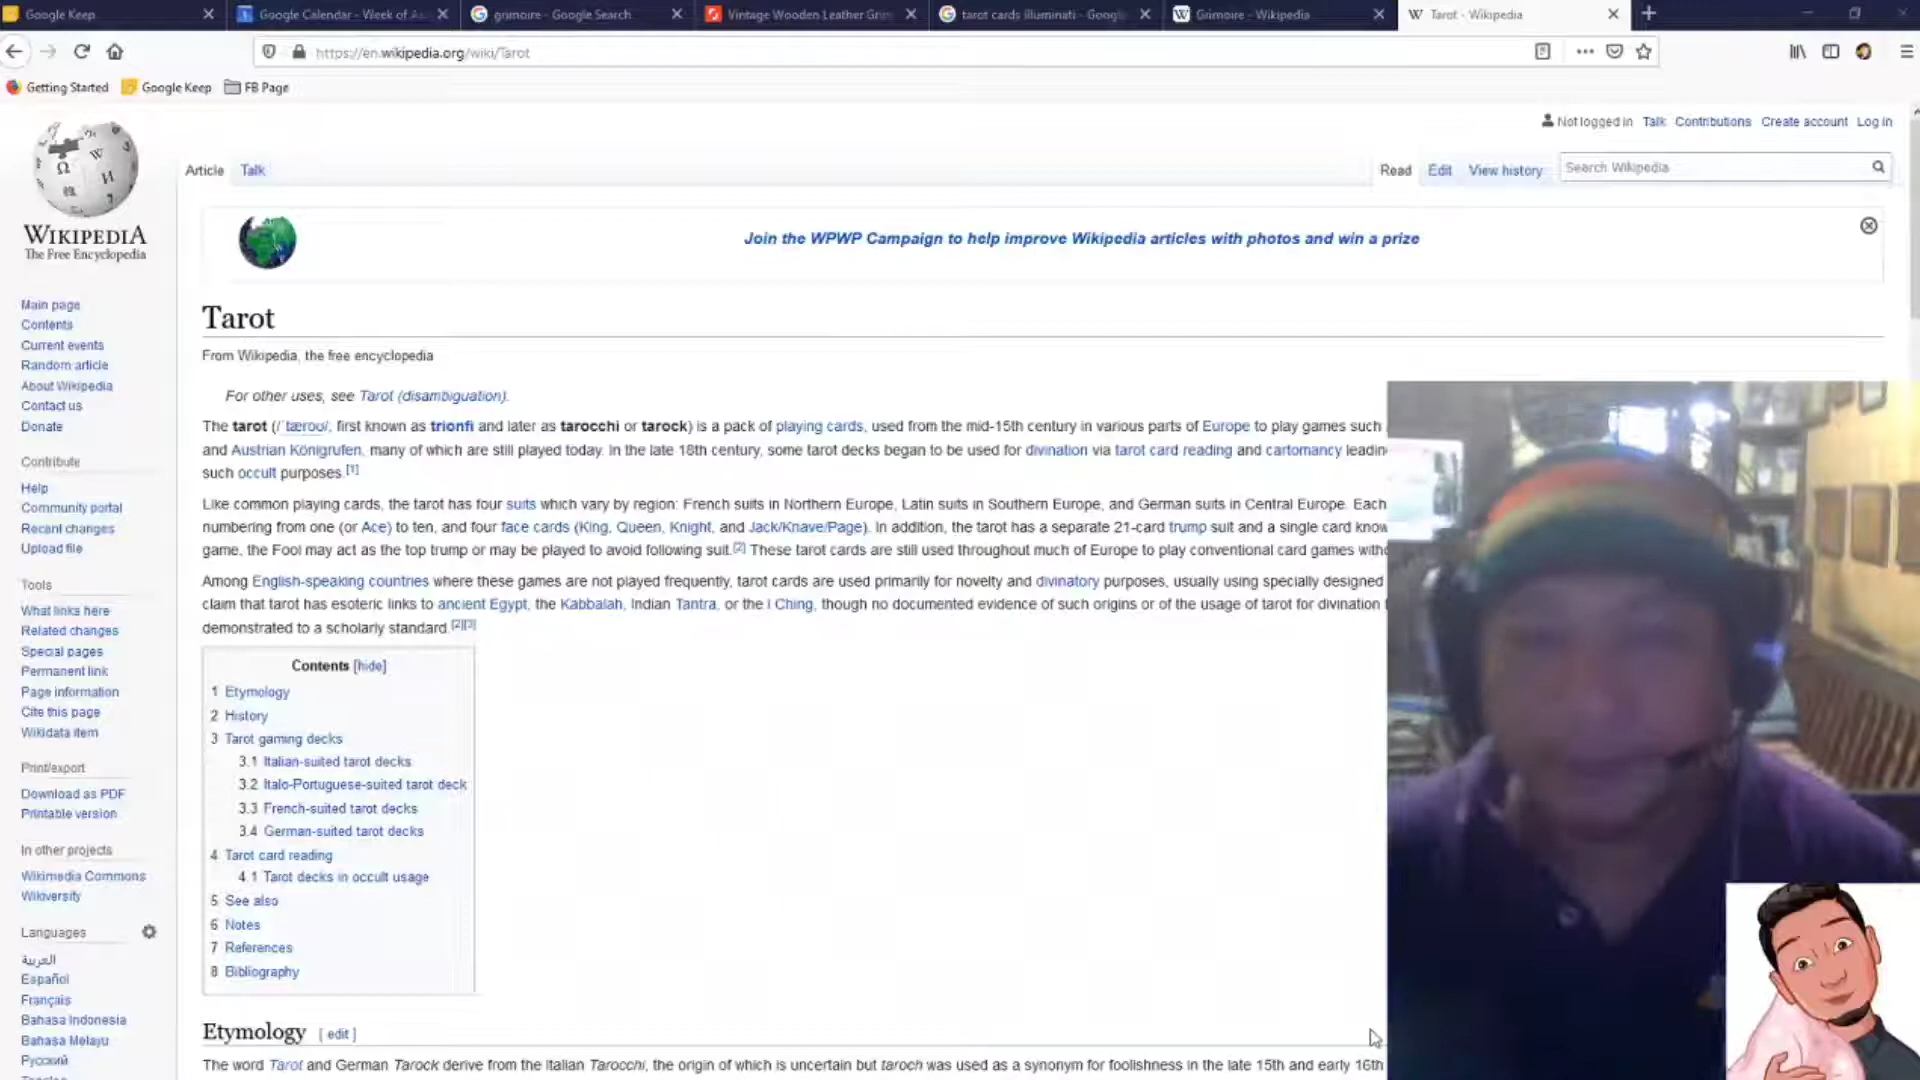 Google Keep
Google Calendar - Week of A
grimoire - Google Search
Vintage Wooden Leather Grim
tarot cards illuminati - Googl
Grimoire - Wikipedia
Tarot - Wikipedia
https://en.wikipedia.org/wiki/Tarot
Getting Started Google Keep FB Page
Not logged in Talk Contributions Create account Log in
Article Talk Read Edit View history Search Wikipedia
WIKIPEDIA
The Free Encyclopedia
Main page
Contents
Current events
Random article
About Wikipedia
Contact us
Donate
Contribute
Help
Community portal
Recent changes
Upload file
Tools
What links here
Related changes
Special pages
Permanent link
Page information
Cite this page
Wikidata item
Print/export
Download as PDF
Printable version
In other projects
Wikimedia Commons
Wikiversity
Languages
العربية
Español
Français
Bahasa Indonesia
Bahasa Melayu
Русский
Join the WPWP Campaign to help improve Wikipedia articles with photos and win a prize
Tarot
From Wikipedia, the free encyclopedia
For other uses, see Tarot (disambiguation).
The tarot (/ˈtæroʊ/, first known as trionfi and later as tarocchi or tarock) is a pack of playing cards, used from the mid-15th century in various parts of Europe to play games such
and Austrian Königrufen, many of which are still played today. In the late 18th century, some tarot decks began to be used for divination via tarot card reading and cartomancy leadin
such occult purposes.[1]
Like common playing cards, the tarot has four suits which vary by region: French suits in Northern Europe, Latin suits in Southern Europe, and German suits in Central Europe. Each
numbering from one (or Ace) to ten, and four face cards (King, Queen, Knight, and Jack/Knave/Page). In addition, the tarot has a separate 21-card trump suit and a single card know
game, the Fool may act as the top trump or may be played to avoid following suit.[2] These tarot cards are still used throughout much of Europe to play conventional card games witho
Among English-speaking countries where these games are not played frequently, tarot cards are used primarily for novelty and divinatory purposes, usually using specially designed
claim that tarot has esoteric links to ancient Egypt, the Kabbalah, Indian Tantra, or the I Ching, though no documented evidence of such origins or of the usage of tarot for divination
demonstrated to a scholarly standard.[2][3]
Contents [hide]
1 Etymology
2 History
3 Tarot gaming decks
3.1 Italian-suited tarot decks
3.2 Italo-Portuguese-suited tarot deck
3.3 French-suited tarot decks
3.4 German-suited tarot decks
4 Tarot card reading
4.1 Tarot decks in occult usage
5 See also
6 Notes
7 References
8 Bibliography
Etymology [ edit ]
The word Tarot and German Tarock derive from the Italian Tarocchi, the origin of which is uncertain but taroch was used as a synonym for foolishness in the late 15th and early 16th